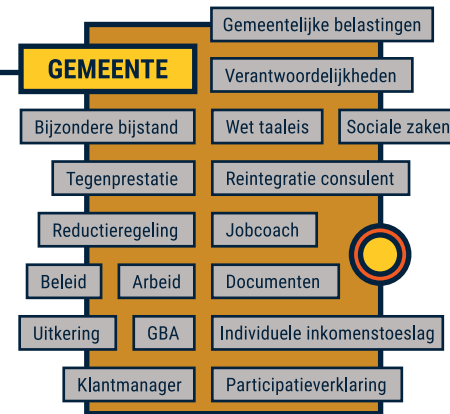 Gemeentelijke belastingen
GEMEENTE
Verantwoordelijkheden
Bijzondere bijstand
Wet taaleis
Sociale zaken
Tegenprestatie
Reintegratie consulent
Reductieregeling
Jobcoach
Beleid
Arbeid
Documenten
Uitkering
GBA
Individuele inkomenstoeslag
Klantmanager
Participatieverklaring